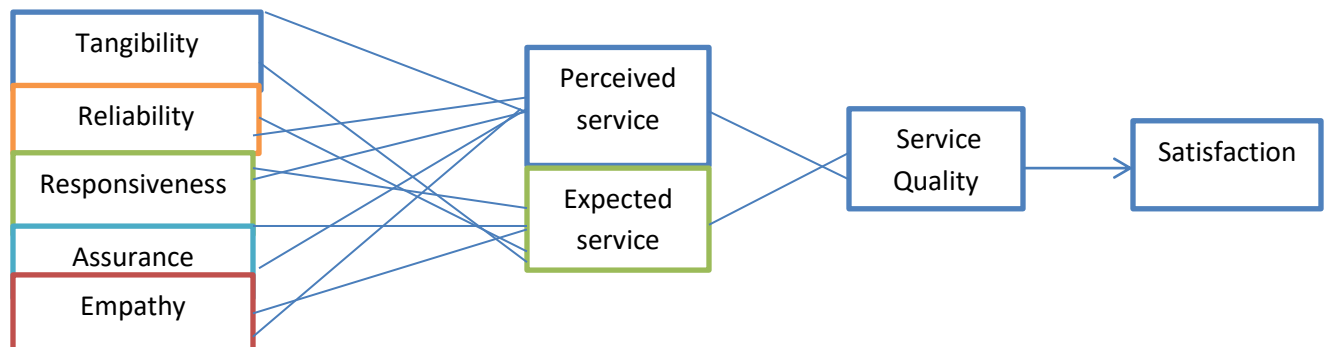 Tangibility
Reliability
Responsiveness
Assurance
Empathy
Perceived
service
Expected
service
Service
Quality
Satisfaction